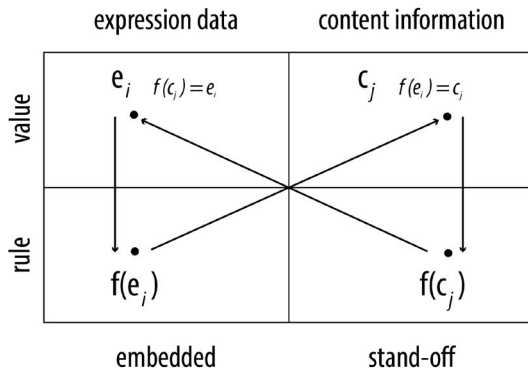 expression data content information
value
e_i f(c_j) = e_i c_j f(e_i) = c_j
rule
f(e_i) f(c_j)
embedded stand-off